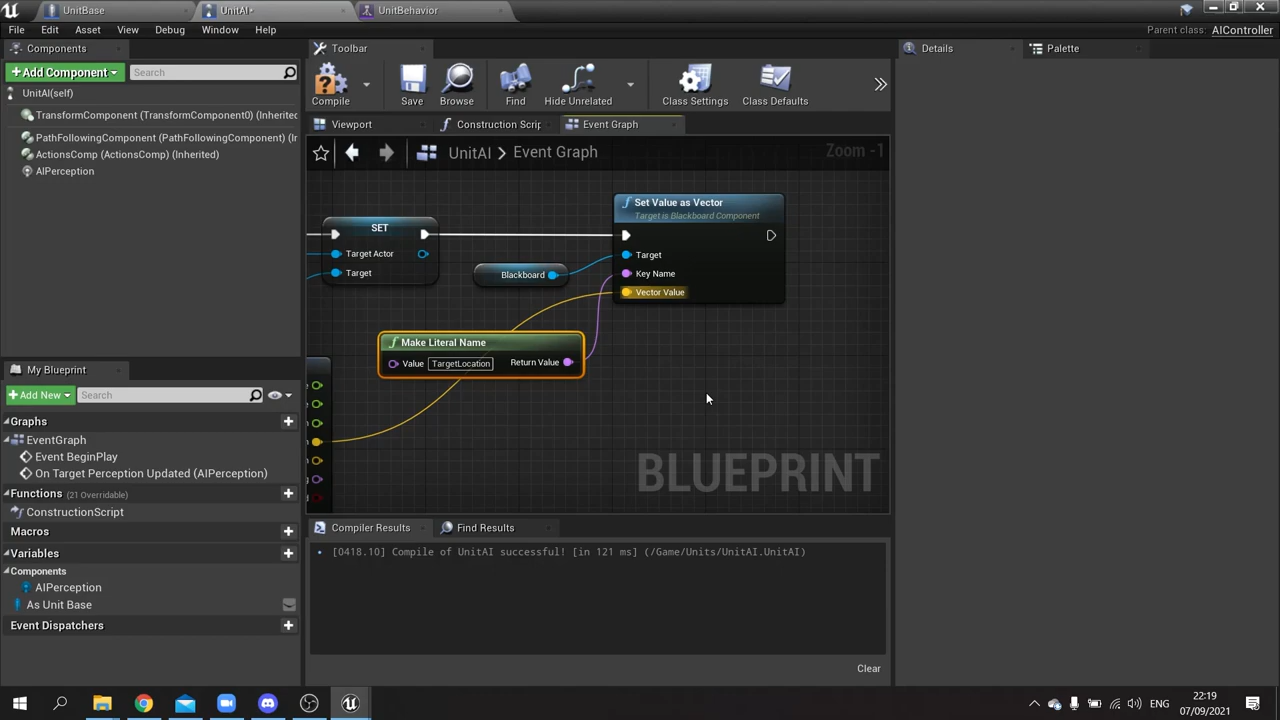 UnitBase
UnitAI*
UnitBehavior
File
Edit
Asset
View
Debug
Window
Help
Parent class: AIController
Components
Add Component
Search
UnitAI(self)
TransformComponent (TransformComponent0) (Inherited
PathFollowingComponent (PathFollowingComponent) (Ir
ActionsComp (ActionsComp) (Inherited)
AIPerception
Toolbar
Compile
Save
Browse
Find
Hide Unrelated
Class Settings
Class Defaults
Details
Palette
Viewport
Construction Scrip
Event Graph
UnitAI
Event Graph
Zoom -1
SET
Target Actor
Target
Blackboard
Set Value as Vector
Target is Blackboard Component
Target
Key Name
Vector Value
Make Literal Name
Value
TargetLocation
Return Value
BLUEPRINT
My Blueprint
Add New
Search
Graphs
EventGraph
Event BeginPlay
On Target Perception Updated (AIPerception)
Functions (21 Overridable)
ConstructionScript
Macros
Variables
Components
AIPerception
As Unit Base
Event Dispatchers
Compiler Results
Find Results
[0418.10] Compile of UnitAI successful! [in 121 ms] (/Game/Units/UnitAI.UnitAI)
Clear
ENG
22:19
07/09/2021